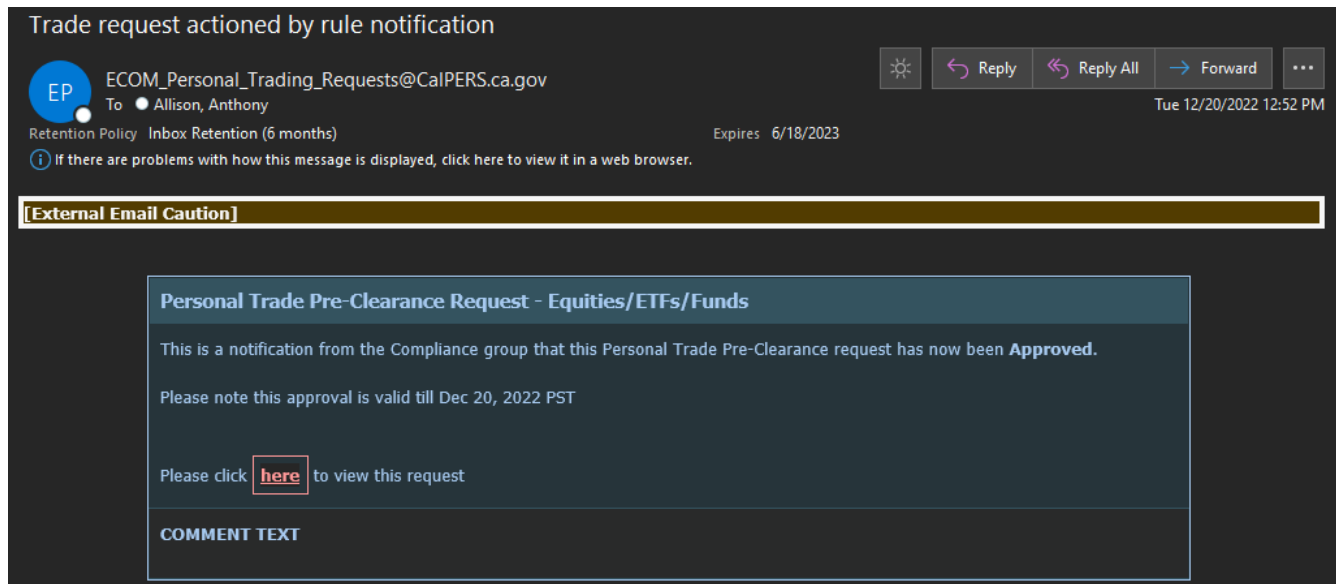 Trade request actioned by rule notification
EP
ECOM_Personal_Trading_Requests@CalPERS.ca.gov
To Allison, Anthony
Reply
Reply All
Forward
Tue 12/20/2022 12:52 PM
Retention Policy Inbox Retention (6 months)
Expires 6/18/2023
If there are problems with how this message is displayed, click here to view it in a web browser.
[External Email Caution]
Personal Trade Pre-Clearance Request - Equities/ETFs/Funds
This is a notification from the Compliance group that this Personal Trade Pre-Clearance request has now been Approved.
Please note this approval is valid till Dec 20, 2022 PST
Please click here to view this request
COMMENT TEXT